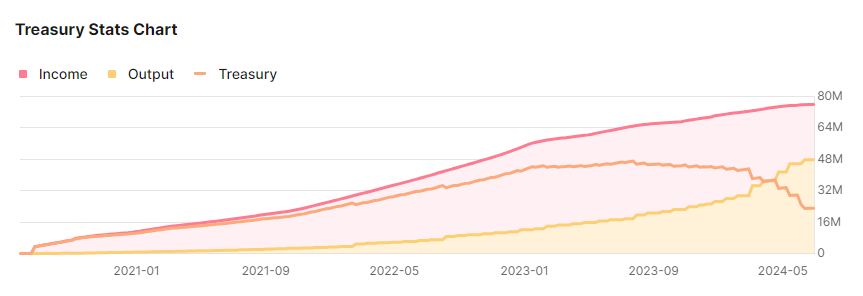 Treasury Stats Chart
Income Output Treasury
80M
64M
48M
32M
16M
0
2021-01 2021-09 2022-05 2023-01 2023-09 2024-05